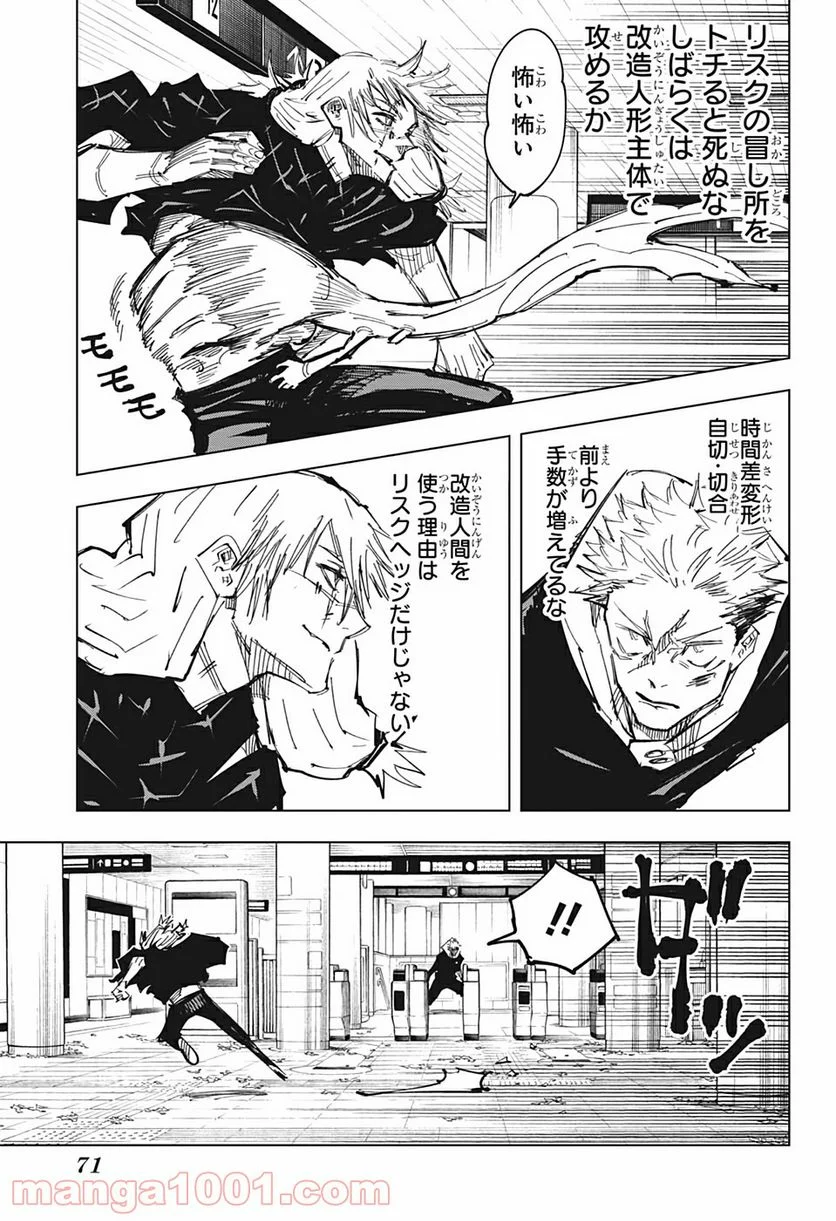 リスクの冒し所を
トチると死ぬな
しばらくは
改造人形主体で
攻めるか
怖い怖い
モモモ
時間差変形
自切・切合
前より
手数が増えてるな
改造人間を
使う理由は
リスクヘッジだけじゃない
!!
ダダッ
12
71
manga1001.com